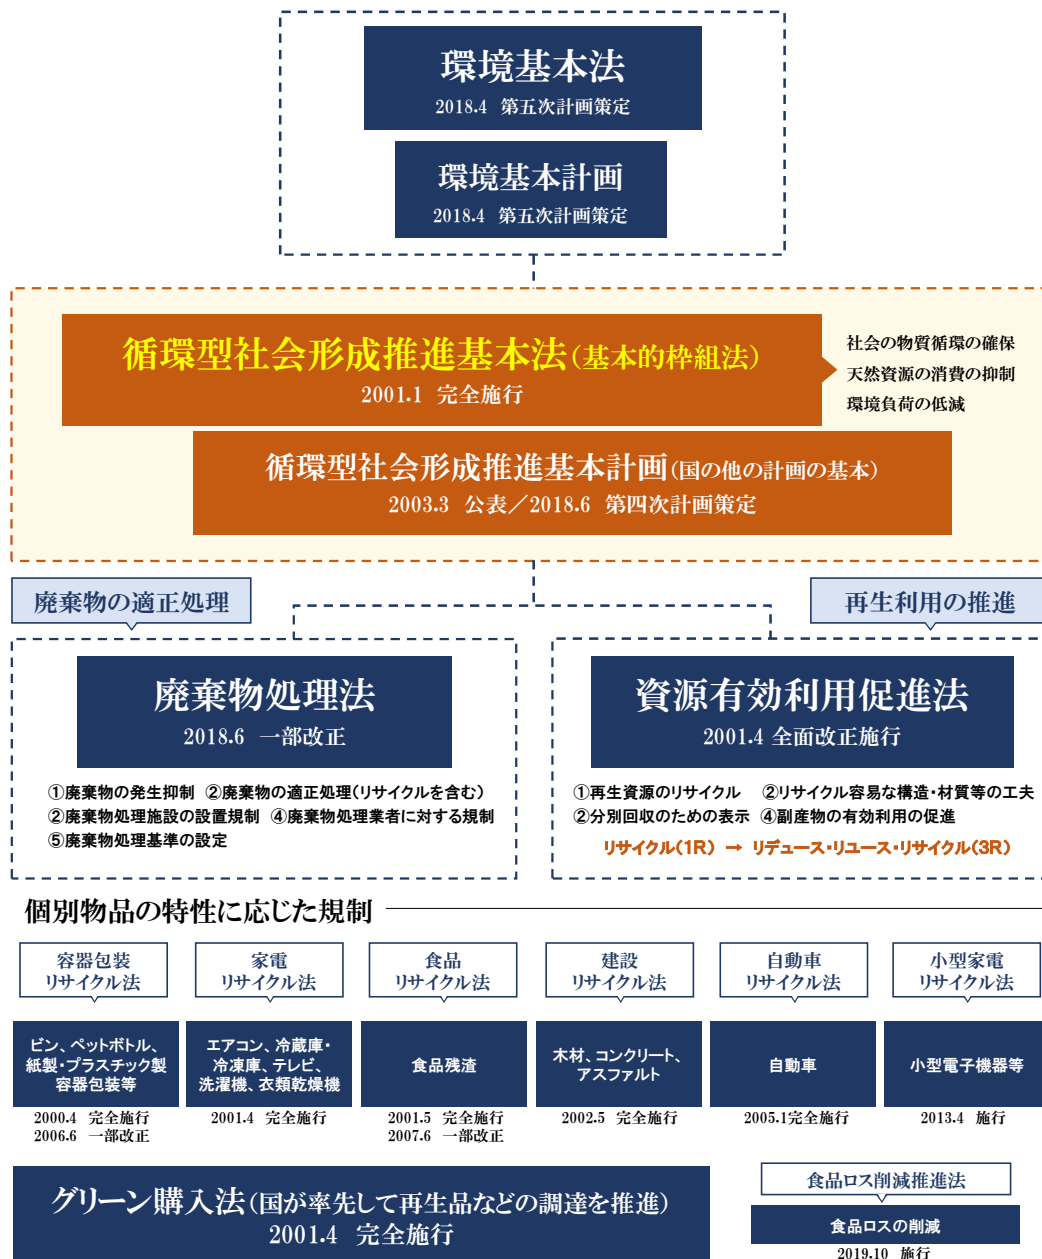 環境基本法
2018.4 第五次計画策定
環境基本計画
2018.4 第五次計画策定
循環型社会形成推進基本法(基本的枠組法)
2001.1 完全施行
社会の物質循環の確保
天然資源の消費の抑制
環境負荷の低減
循環型社会形成推進基本計画(国の他の計画の基本)
2003.3 公表/2018.6 第四次計画策定
廃棄物の適正処理
再生利用の推進
廃棄物処理法
2018.6 一部改正
①廃棄物の発生抑制 ②廃棄物の適正処理(リサイクルを含む)
②廃棄物処理施設の設置規制 ④廃棄物処理業者に対する規制
⑤廃棄物処理基準の設定
資源有効利用促進法
2001.4 全面改正施行
①再生資源のリサイクル ②リサイクル容易な構造・材質等の工夫
②分別回収のための表示 ④副産物の有効利用の促進
リサイクル(1R) → リデュース・リユース・リサイクル(3R)
個別物品の特性に応じた規制
容器包装
リサイクル法
ビン、ペットボトル、
紙製・プラスチック製
容器包装等
2000.4 完全施行
2006.6 一部改正
家電
リサイクル法
エアコン、冷蔵庫・
冷凍庫、テレビ、
洗濯機、衣類乾燥機
2001.4 完全施行
食品
リサイクル法
食品残渣
2001.5 完全施行
2007.6 一部改正
建設
リサイクル法
木材、コンクリート、
アスファルト
2002.5 完全施行
自動車
リサイクル法
自動車
2005.1完全施行
小型家電
リサイクル法
小型電子機器等
2013.4 施行
グリーン購入法(国が率先して再生品などの調達を推進)
2001.4 完全施行
食品ロス削減推進法
食品ロスの削減
2019.10 施行